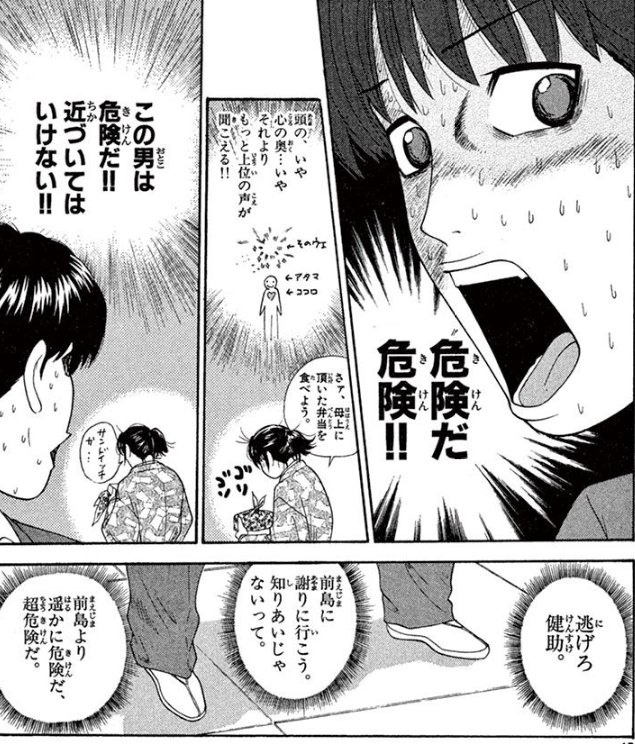 危険だ
危険!!
頭の、いや
心の奥…いや
それより
もっと上位の声が
聞こえる!!
そのウエ
←アタマ
←ココロ
さァ、母上に
頂いた弁当を
食べよう。
ゴソ
ゴソ
この男は
危険だ!!
近づいては
いけない!!
サンドイッチ
か…
逃げろ
健助。
前島に
謝りに行こう。
知りあいじゃ
ないって。
前島より
遥かに危険だ、
超危険だ。